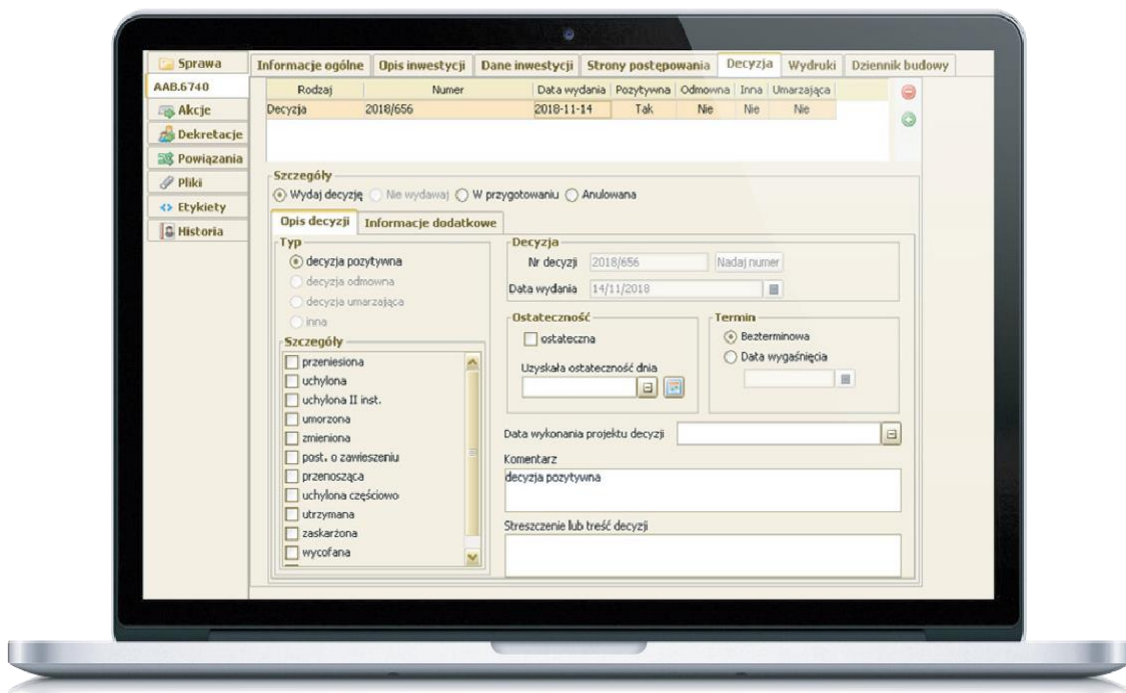 Sprawa
AAB.6740
Akcje
Dekretacje
Powiązania
Pliki
Etykiety
Historia
Informacje ogólne Opis inwestycji Dane inwestycji Strony postępowania Decyzja Wydruki Dziennik budowy
Rodzaj Numer Data wydania Pozytywna Odmowna Inna Umarzająca
Decyzja 2018/656 2018-11-14 Tak Nie Nie Nie
Szczegóły
Wydaj decyzję Nie wydawaj W przygotowaniu Anulowana
Opis decyzji Informacje dodatkowe
Typ
decyzja pozytywna
decyzja odmowna
decyzja umarzająca
inna
Szczegóły
przeniesiona
uchylona
uchylona II inst.
umorzona
zmieniona
post. o zawieszeniu
przenosząca
uchylona częściowo
utrzymana
zaskarżona
wycofana
Decyzja
Nr decyzji 2018/656 Nadaj numer
Data wydania 14/11/2018
Ostateczność
ostateczna
Uzyskała ostateczność dnia
Termin
Bezterminowa
Data wygaśnięcia
Data wykonania projektu decyzji
Komentarz
decyzja pozytywna
Streszczenie lub treść decyzji